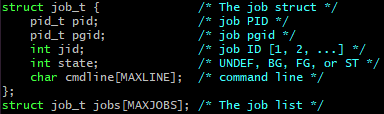 struct job_t {              /* The job struct */
    pid_t pid;              /* job PID */
    pid_t pgid;             /* job pgid */
    int jid;                /* job ID [1, 2, ...] */
    int state;              /* UNDEF, BG, FG, or ST */
    char cmdline[MAXLINE];  /* command line */
};
struct job_t jobs[MAXJOBS]; /* The job list */